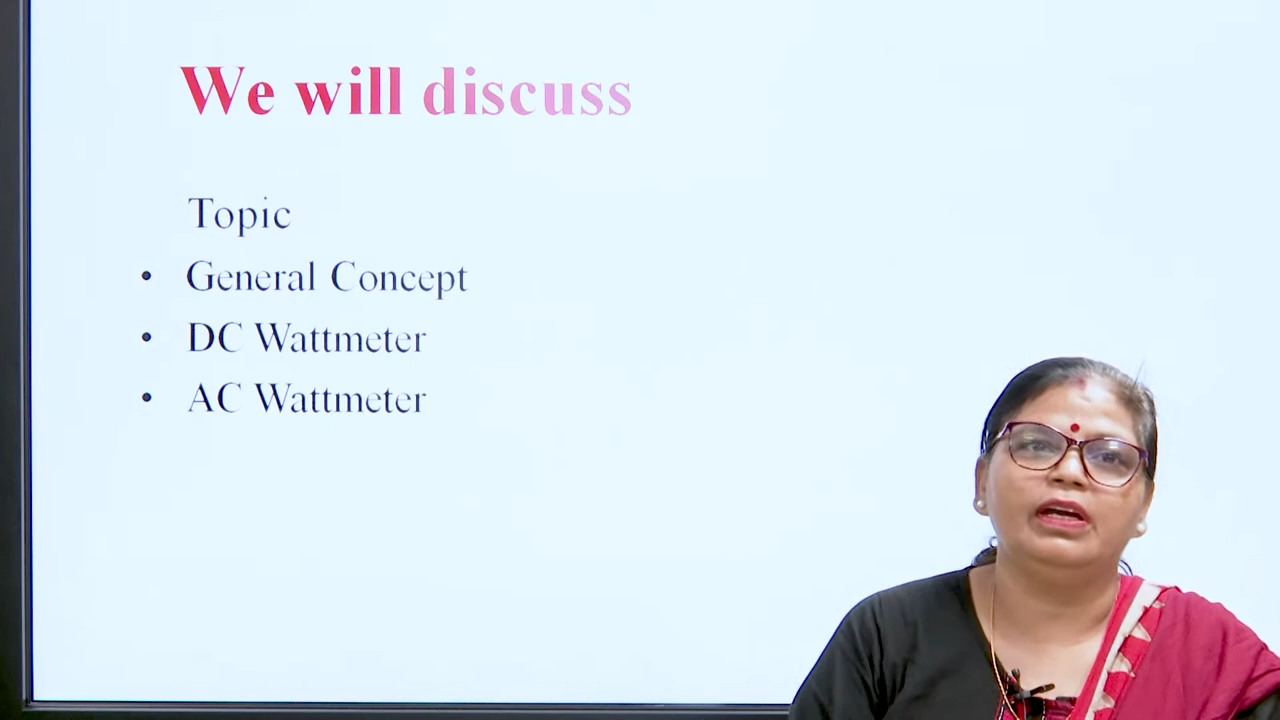 We will discuss
Topic
• General Concept
• DC Wattmeter
• AC Wattmeter